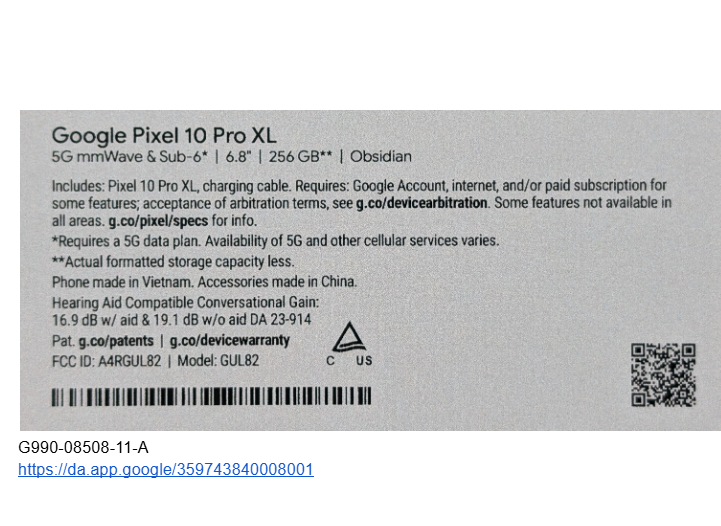 Google Pixel 10 Pro XL
5G mmWave & Sub-6* | 6.8" | 256 GB** | Obsidian
Includes: Pixel 10 Pro XL, charging cable. Requires: Google Account, internet, and/or paid subscription for
some features; acceptance of arbitration terms, see g.co/devicearbitration. Some features not available in
all areas. g.co/pixel/specs for info.
*Requires a 5G data plan. Availability of 5G and other cellular services varies.
**Actual formatted storage capacity less.
Phone made in Vietnam. Accessories made in China.
Hearing Aid Compatible Conversational Gain:
16.9 dB w/ aid & 19.1 dB w/o aid DA 23-914
Pat. g.co/patents | g.co/devicewarranty
FCC ID: A4RGUL82 | Model: GUL82
C US
G990-08508-11-A
https://da.app.google/359743840008001